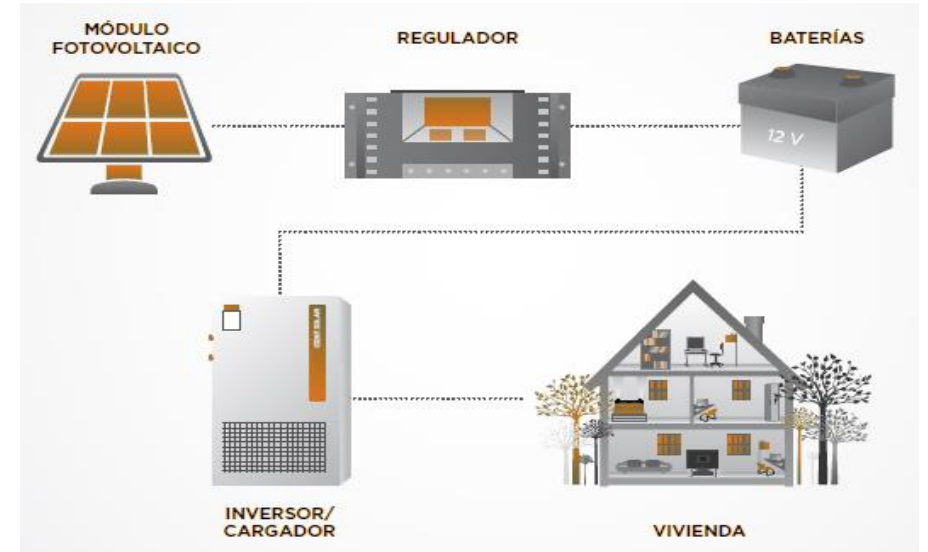 MÓDULO
FOTOVOLTAICO
REGULADOR
BATERÍAS
12 V
INVERSOR/
CARGADOR
VIVIENDA